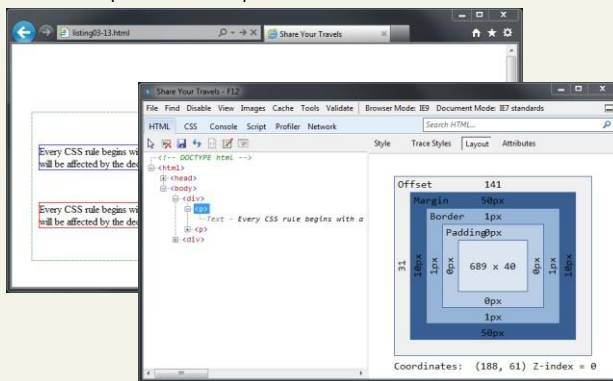 listing03-13.html
Share Your Travels
Every CSS rule begins wi
will be affected by the dec
Every CSS rule begins wi
will be affected by the dec
Share Your Travels - F12
File Find Disable View Images Cache Tools Validate Browser Mode: IE9 Document Mode: IE7 standards
HTML CSS Console Script Profiler Network
Search HTML...
Style Trace Styles Layout Attributes
<!-- DOCTYPE html -->
<html>
<head>
<body>
<div>
<p>
Text - Every CSS rule begins with a
<p>
<div>
Offset 141
Margin 50px
Border 1px
Padding 0px
31 10px 1px 0px 689 x 40 0px 1px 10px
0px
1px
50px
Coordinates: (188, 61) Z-index = 0